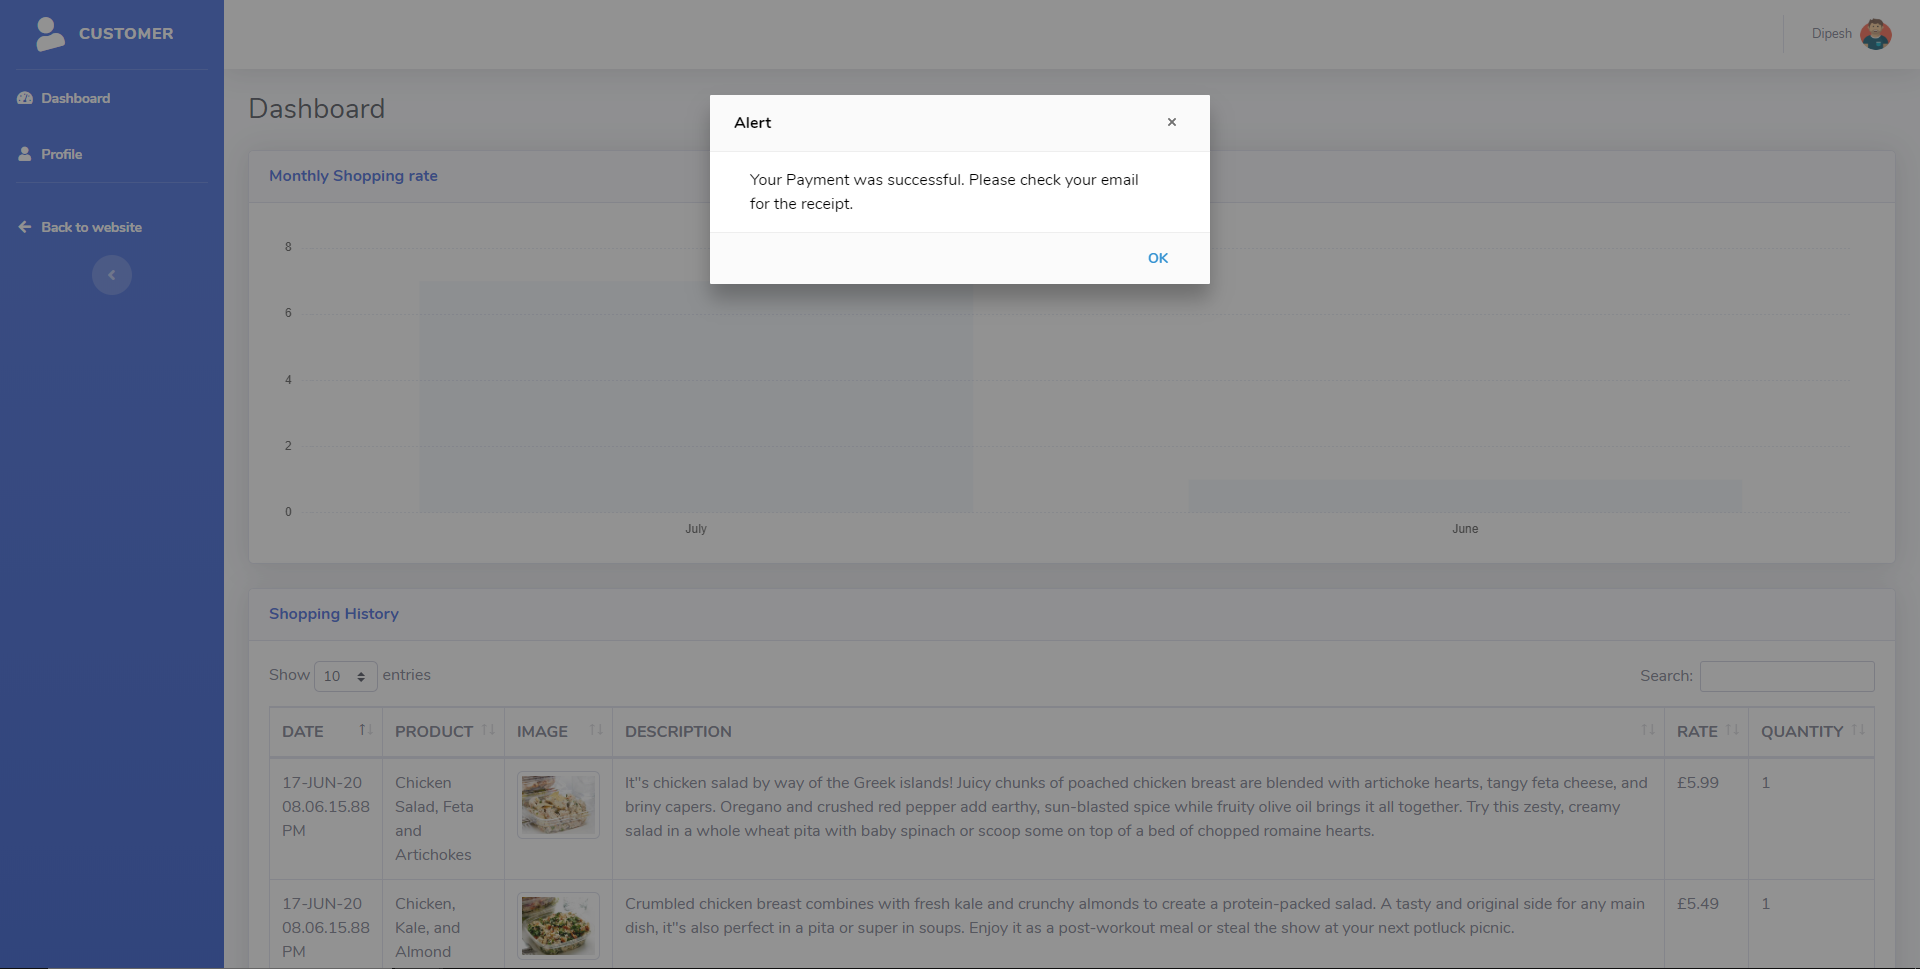 CUSTOMER
Dashboard
Profile
Back to website
Dipesh
Dashboard
Alert
×
Your Payment was successful. Please check your email
for the receipt.
OK
Monthly Shopping rate
8
6
4
2
0
July
June
Shopping History
Show 10 entries
Search:
DATE PRODUCT IMAGE DESCRIPTION RATE QUANTITY
17-JUN-20
08.06.15.88
PM
Chicken
Salad, Feta
and
Artichokes
It"s chicken salad by way of the Greek islands! Juicy chunks of poached chicken breast are blended with artichoke hearts, tangy feta cheese, and
briny capers. Oregano and crushed red pepper add earthy, sun-blasted spice while fruity olive oil brings it all together. Try this zesty, creamy
salad in a whole wheat pita with baby spinach or scoop some on top of a bed of chopped romaine hearts.
£5.99
1
17-JUN-20
08.06.15.88
PM
Chicken,
Kale, and
Almond
Crumbled chicken breast combines with fresh kale and crunchy almonds to create a protein-packed salad. A tasty and original side for any main
dish, it"s also perfect in a pita or super in soups. Enjoy it as a post-workout meal or steal the show at your next potluck picnic.
£5.49
1